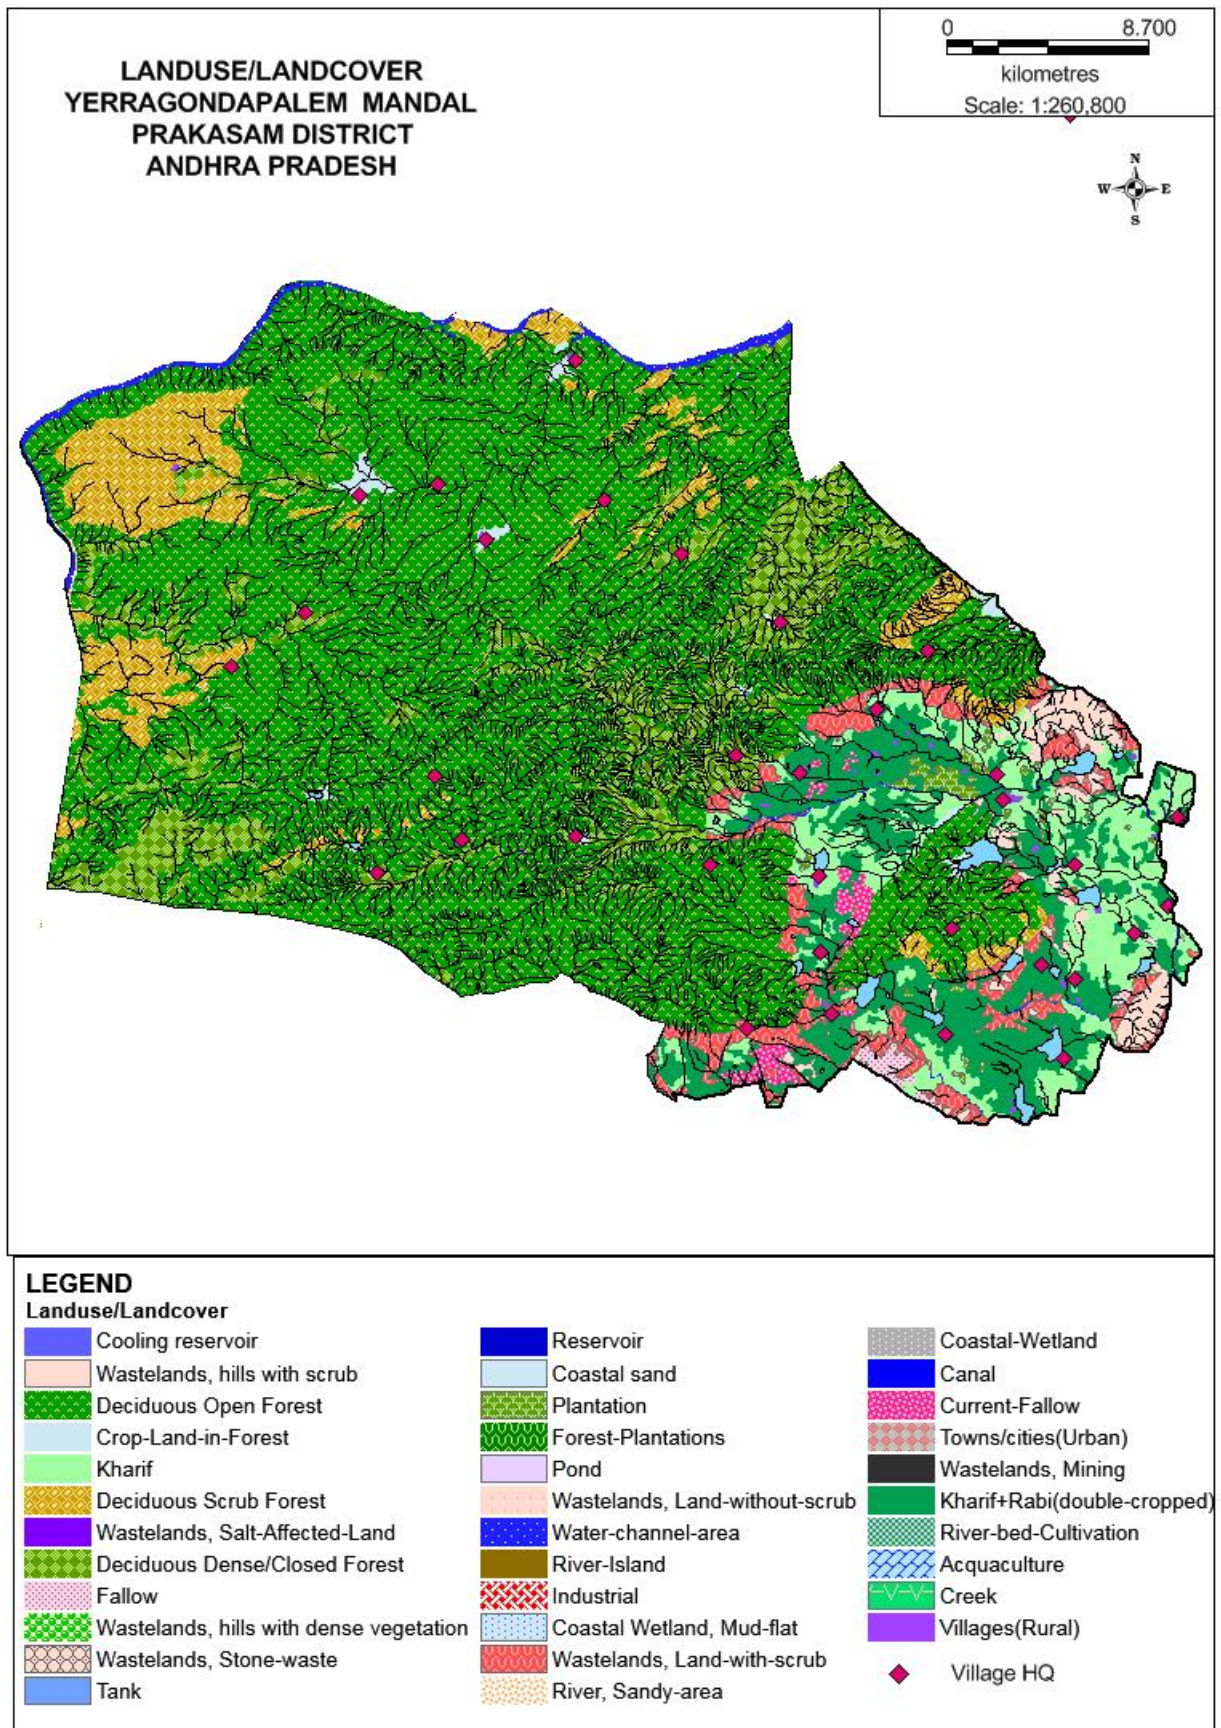 LANDUSE/LANDCOVER
YERRAGONDAPALEM MANDAL
PRAKASAM DISTRICT
ANDHRA PRADESH
0 8.700
kilometres
Scale: 1:260,800
N
W E
S
LEGEND
Landuse/Landcover
Cooling reservoir
Wastelands, hills with scrub
Deciduous Open Forest
Crop-Land-in-Forest
Kharif
Deciduous Scrub Forest
Wastelands, Salt-Affected-Land
Deciduous Dense/Closed Forest
Fallow
Wastelands, hills with dense vegetation
Wastelands, Stone-waste
Tank
Reservoir
Coastal sand
Plantation
Forest-Plantations
Pond
Wastelands, Land-without-scrub
Water-channel-area
River-Island
Industrial
Coastal Wetland, Mud-flat
Wastelands, Land-with-scrub
River, Sandy-area
Coastal-Wetland
Canal
Current-Fallow
Towns/cities(Urban)
Wastelands, Mining
Kharif+Rabi(double-cropped)
River-bed-Cultivation
Acquaculture
Creek
Villages(Rural)
Village HQ